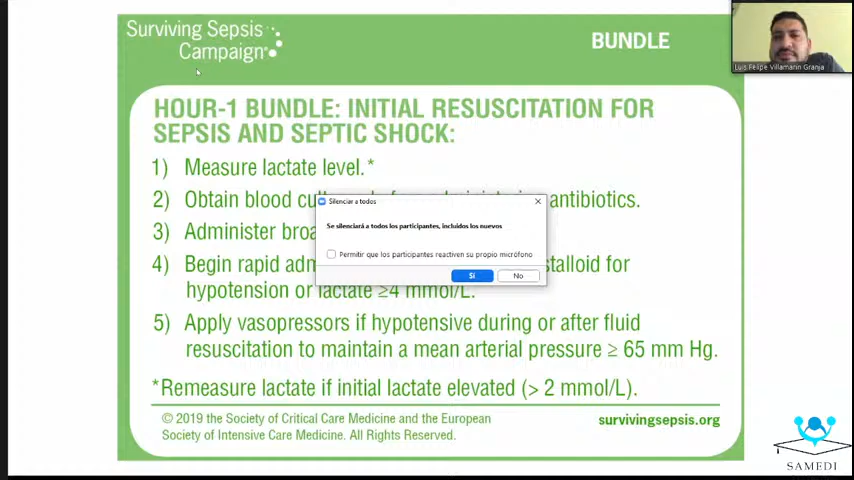 Surviving Sepsis
Campaign
BUNDLE
Luis Felipe Villamarin Granja
HOUR-1 BUNDLE: INITIAL RESUSCITATION FOR
SEPSIS AND SEPTIC SHOCK:
1) Measure lactate level.*
2) Obtain blood antibiotics.
3) Administer
4) Begin rapid for
hypotension or lactate ≥4 mmol/L.
5) Apply vasopressors if hypotensive during or after fluid
resuscitation to maintain a mean arterial pressure ≥ 65 mm Hg.
*Remeasure lactate if initial lactate elevated (> 2 mmol/L).
© 2019 the Society of Critical Care Medicine and the European
Society of Intensive Care Medicine. All Rights Reserved.
survivingsepsis.org
Silenciar a todos
Se silenciará a todos los participantes, incluidos los nuevos
Permitir que los participantes reactiven su propio micrófono
Sí
No
SAMEDI